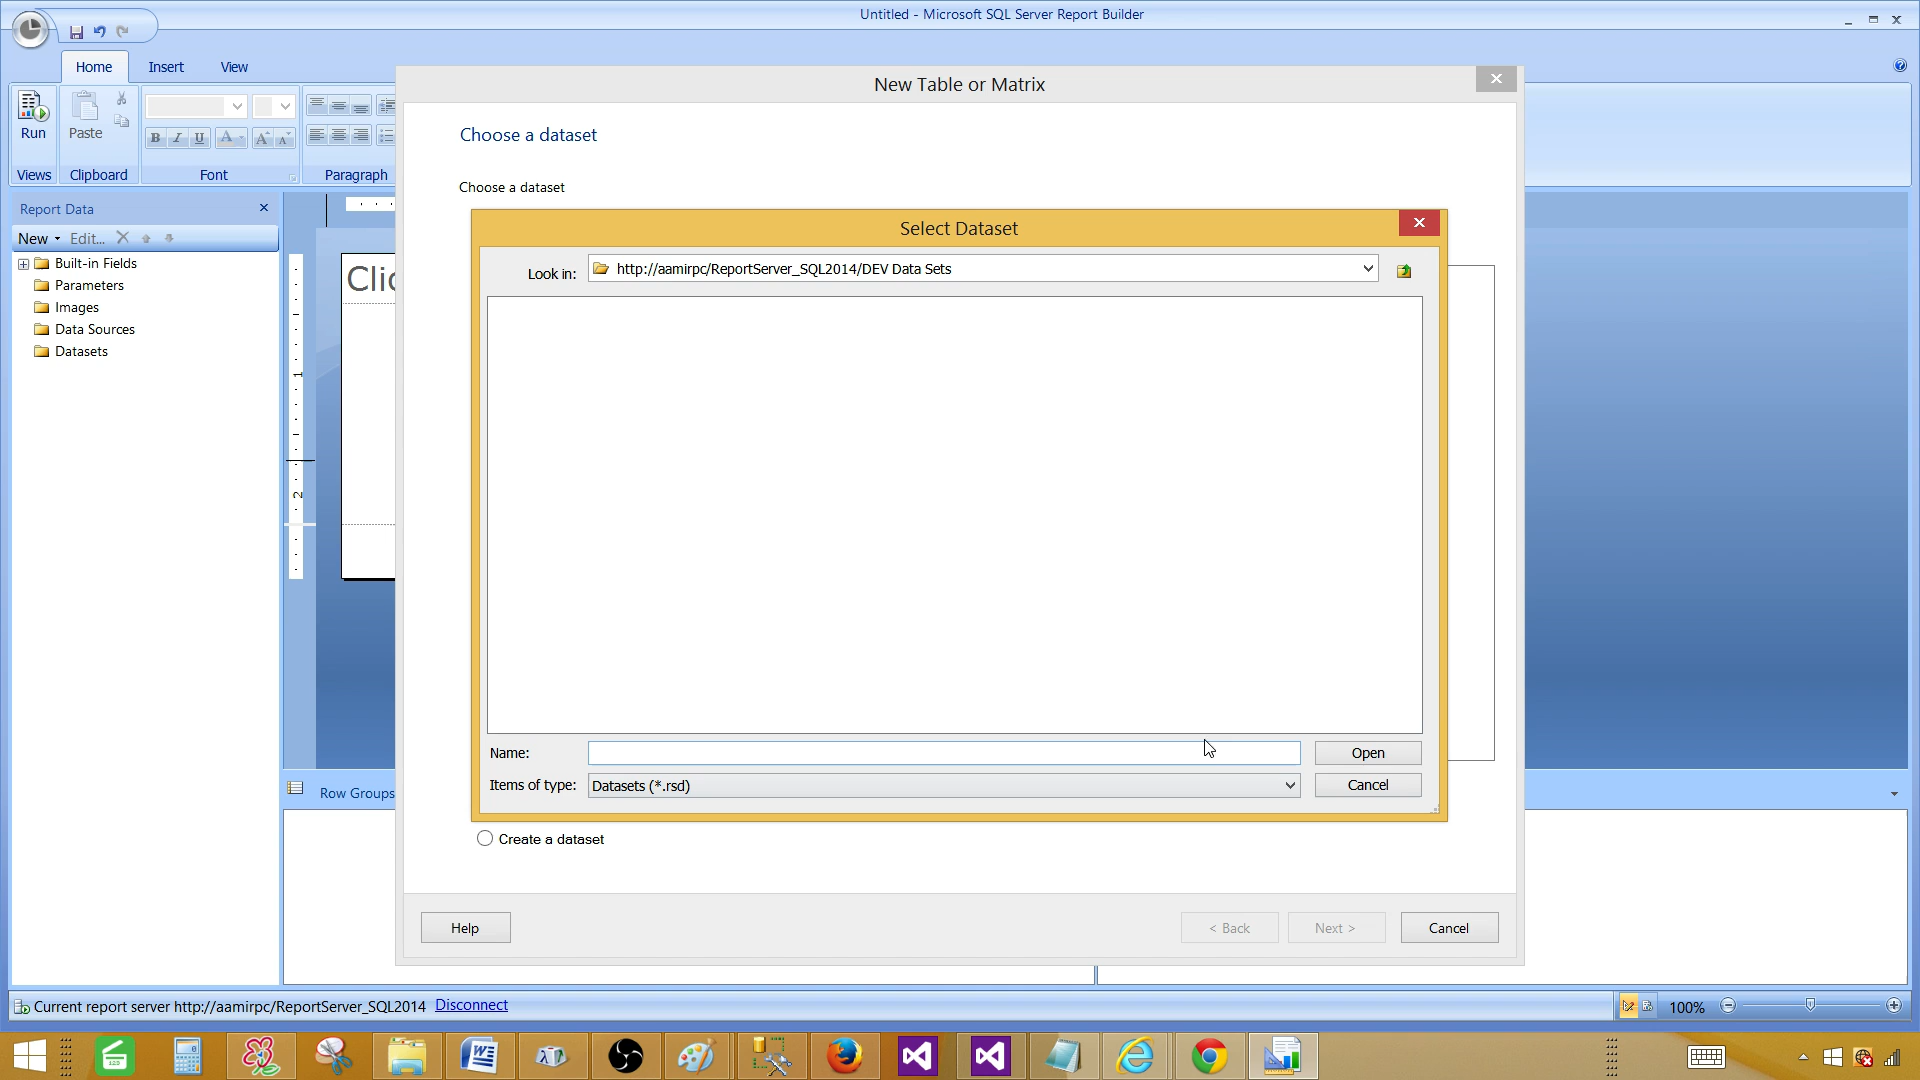 Untitled - Microsoft SQL Server Report Builder
Home Insert View
Run
Paste
B I U A A A
Views Clipboard Font Paragraph
New Table or Matrix
Choose a dataset
Choose a dataset
Report Data
New Edit...
Built-in Fields
Parameters
Images
Data Sources
Datasets
Clic
1
2
Select Dataset
Look in: http://aamirpc/ReportServer_SQL2014/DEV Data Sets
Name:
Open
Items of type: Datasets (*.rsd)
Cancel
Row Groups
Create a dataset
Help
< Back Next > Cancel
Current report server http://aamirpc/ReportServer_SQL2014 Disconnect
100%